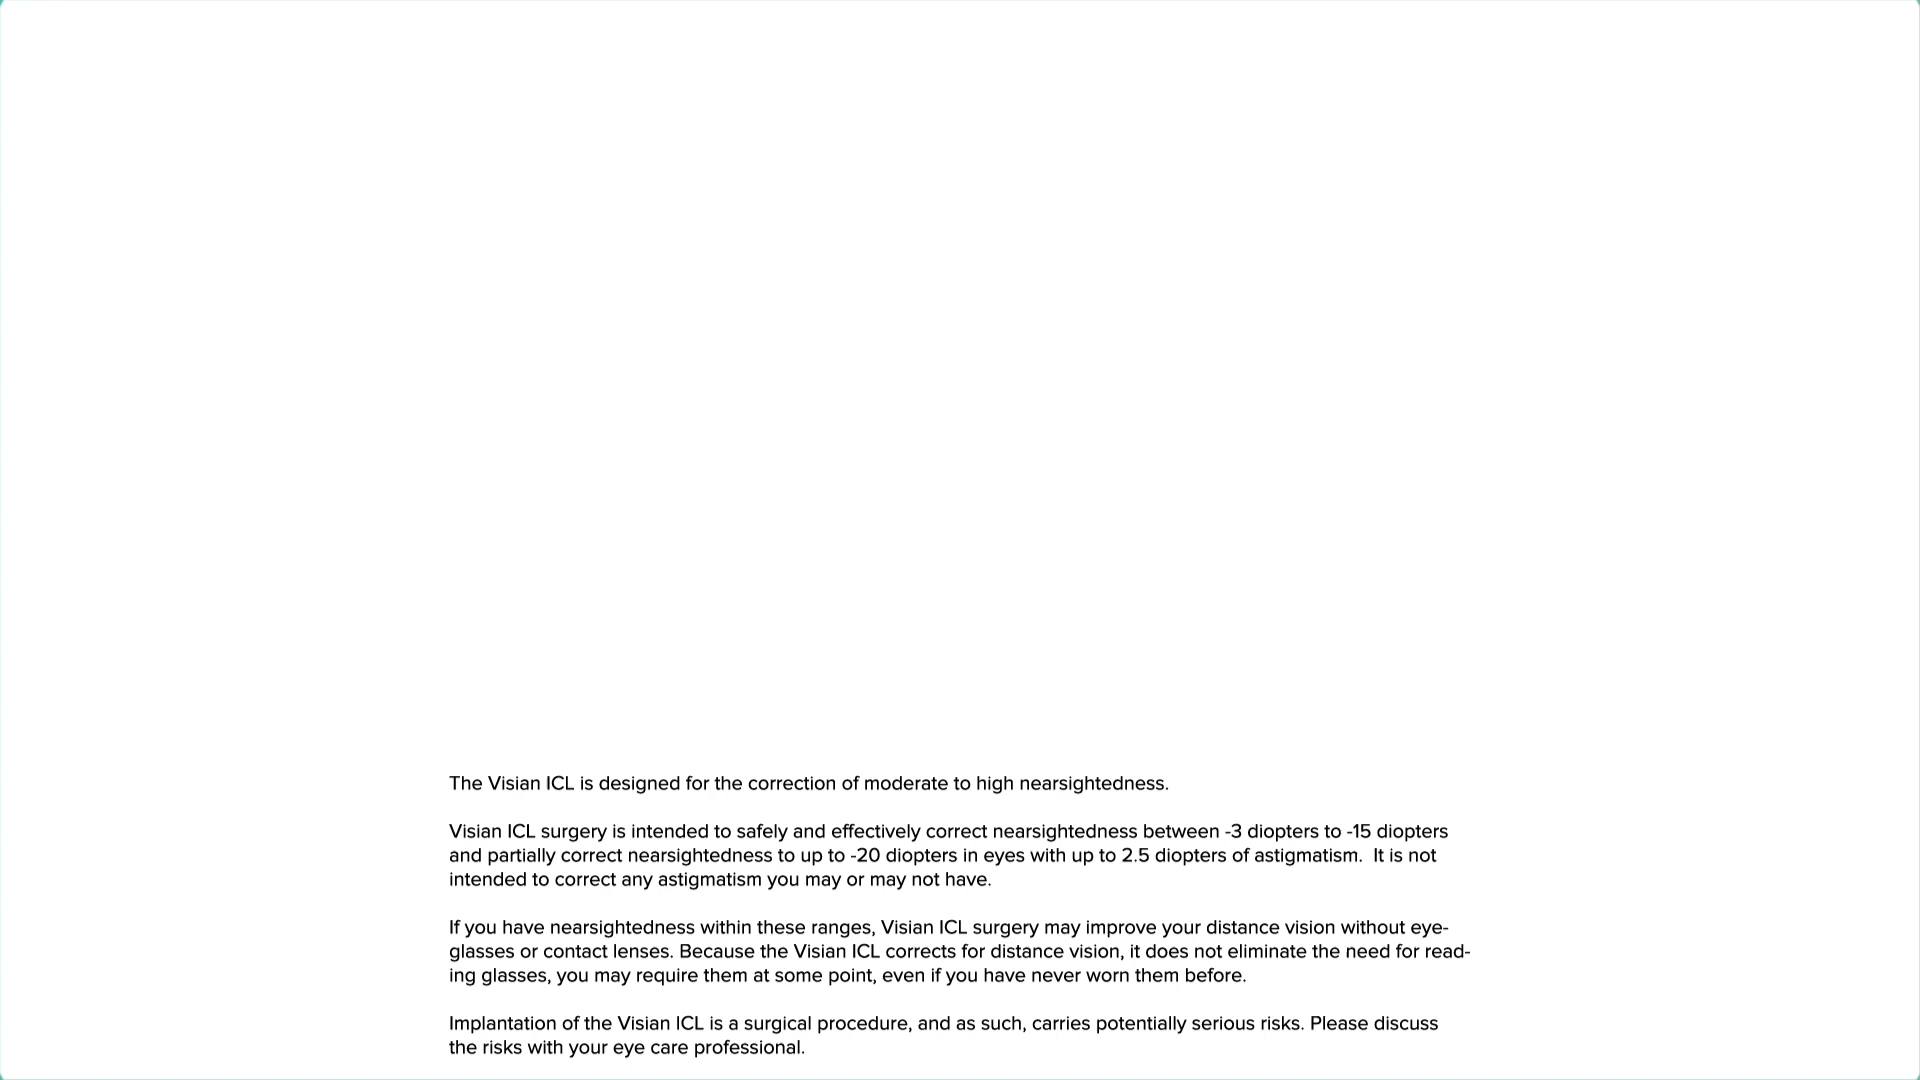 The Visian ICL is designed for the correction of moderate to high nearsightedness.
Visian ICL surgery is intended to safely and effectively correct nearsightedness between -3 diopters to -15 diopters
and partially correct nearsightedness to up to -20 diopters in eyes with up to 2.5 diopters of astigmatism.  It is not
intended to correct any astigmatism you may or may not have.
If you have nearsightedness within these ranges, Visian ICL surgery may improve your distance vision without eye-
glasses or contact lenses. Because the Visian ICL corrects for distance vision, it does not eliminate the need for read-
ing glasses, you may require them at some point, even if you have never worn them before.
Implantation of the Visian ICL is a surgical procedure, and as such, carries potentially serious risks. Please discuss
the risks with your eye care professional.